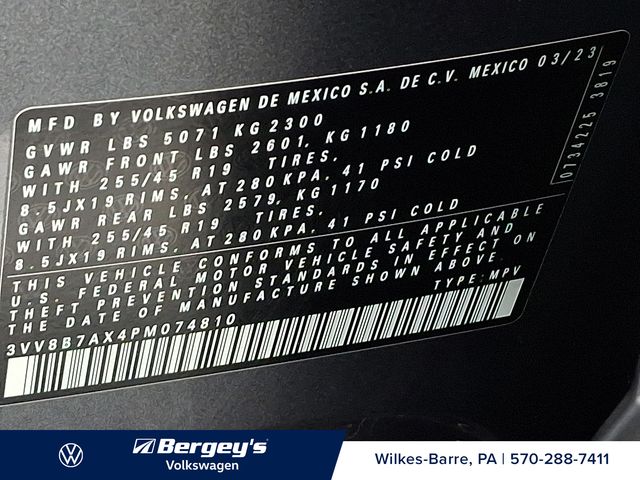 MFD BY VOLKSWAGEN DE MEXICO S.A. DE C.V. MEXICO 03/23
GVWR LBS 5071 KG 2300
GAWR FRONT LBS 2601, KG 1180
WITH 255/45 R19 TIRES,
8.5JX19 RIMS, AT 280 KPA, 41 PSI COLD
GAWR REAR LBS 2579, KG 1170
WITH 255/45 R19 TIRES,
8.5JX19 RIMS, AT 280 KPA, 41 PSI COLD
THIS VEHICLE CONFORMS TO ALL APPLICABLE
U.S. FEDERAL MOTOR VEHICLE SAFETY AND
THEFT PREVENTION STANDARDS IN EFFECT ON
THE DATE OF MANUFACTURE SHOWN ABOVE.
3VV8B7AX4PM074810 TYPE: MPV
0734225 3819
Bergey's
Volkswagen
Wilkes-Barre, PA | 570-288-7411